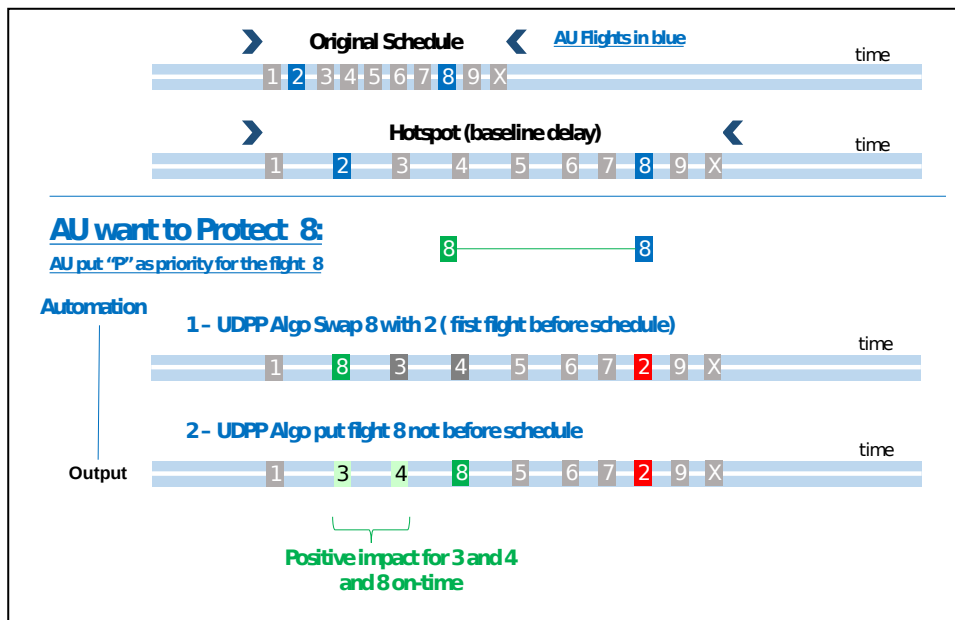 Original Schedule
AU Flights in blue
time
1 2 3 4 5 6 7 8 9 X
Hotspot (baseline delay)
time
1 2 3 4 5 6 7 8 9 X
AU want to Protect 8:
8 8
AU put “P” as priority for the flight 8
Automation
1 – UDPP Algo Swap 8 with 2 ( first flight before schedule)
time
1 8 3 4 5 6 7 2 9 X
2 – UDPP Algo put flight 8 not before schedule
time
Output
1 3 4 8 5 6 7 2 9 X
Positive impact for 3 and 4
and 8 on-time